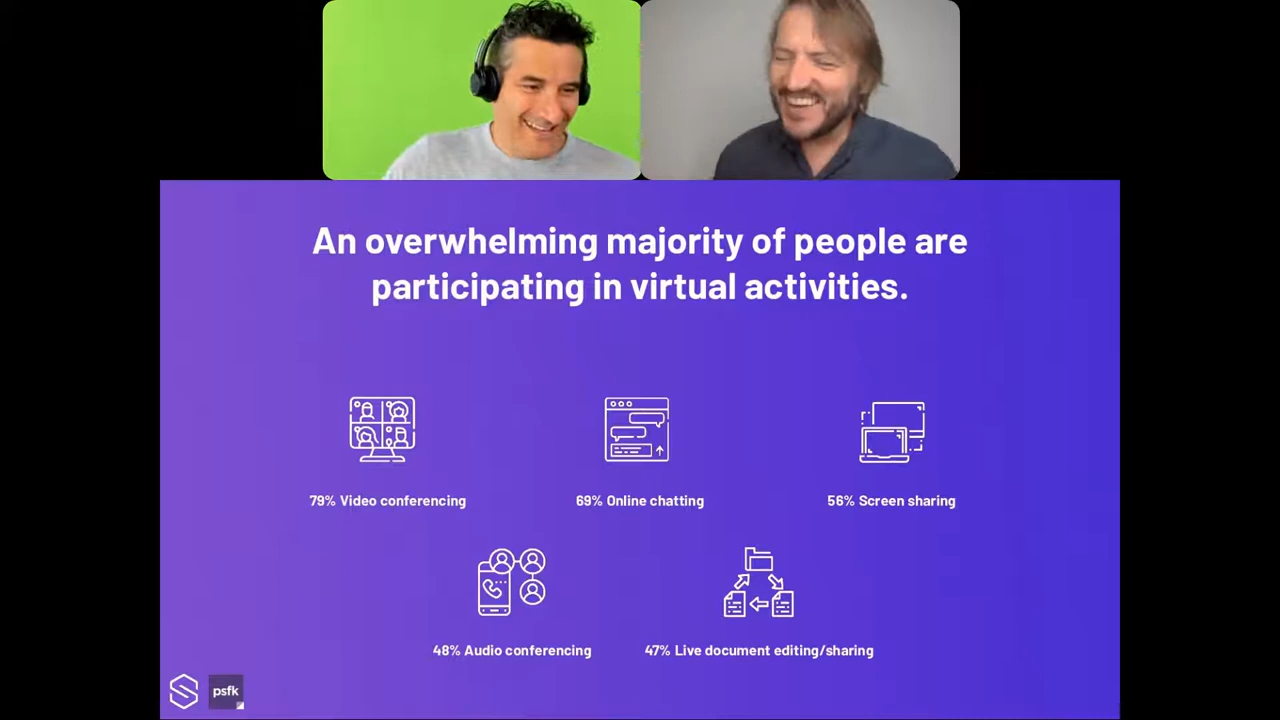 An overwhelming majority of people are
participating in virtual activities.
79% Video conferencing
69% Online chatting
56% Screen sharing
48% Audio conferencing
47% Live document editing/sharing
psfk